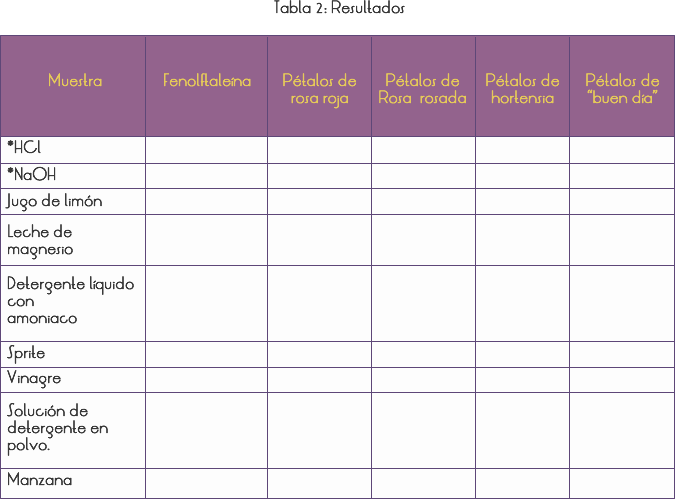 Tabla 2: Resultados
Muestra
Fenolftaleína
Pétalos de
rosa roja
Pétalos de
Rosa rosada
Pétalos de
hortensia
Pétalos de
“buen día”
*HCl
*NaOH
Jugo de limón
Leche de
magnesio
Detergente líquido
con
amoniaco
Sprite
Vinagre
Solución de
detergente en
polvo.
Manzana